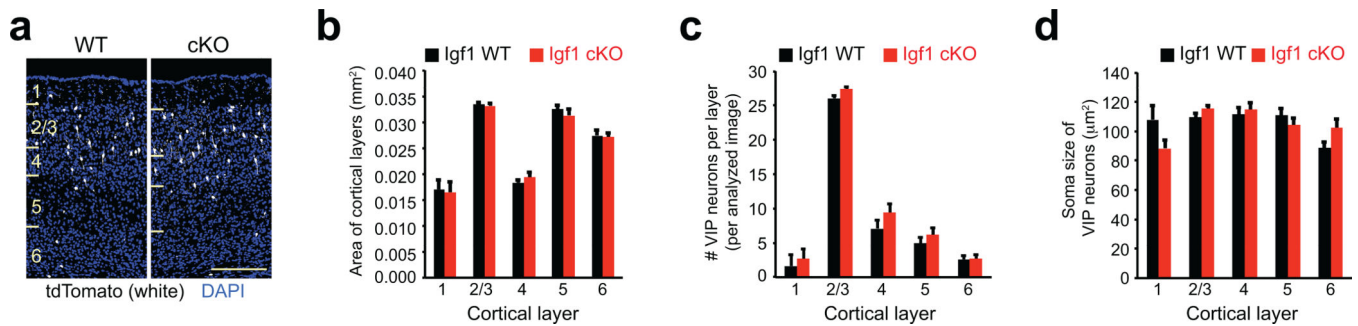 a
WT cKO
1
2/3
4
5
6
tdTomato (white) DAPI
b
Igf1 WT Igf1 cKO
Area of cortical layers (mm²)
0.040
0.035
0.030
0.025
0.020
0.015
0.010
0.005
0.000
1 2/3 4 5 6
Cortical layer
c
Igf1 WT Igf1 cKO
# VIP neurons per layer
(per analyzed image)
30
25
20
15
10
5
0
1 2/3 4 5 6
Cortical layer
d
Igf1 WT Igf1 cKO
Soma size of
VIP neurons (μm²)
140
120
100
80
60
40
20
0
1 2/3 4 5 6
Cortical layer